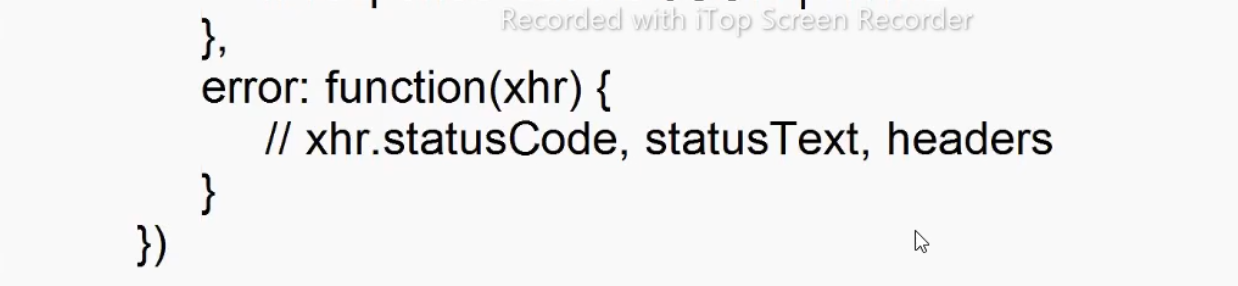 Recorded with iTop Screen Recorder
},
error: function(xhr) {
// xhr.statusCode, statusText, headers
}
})